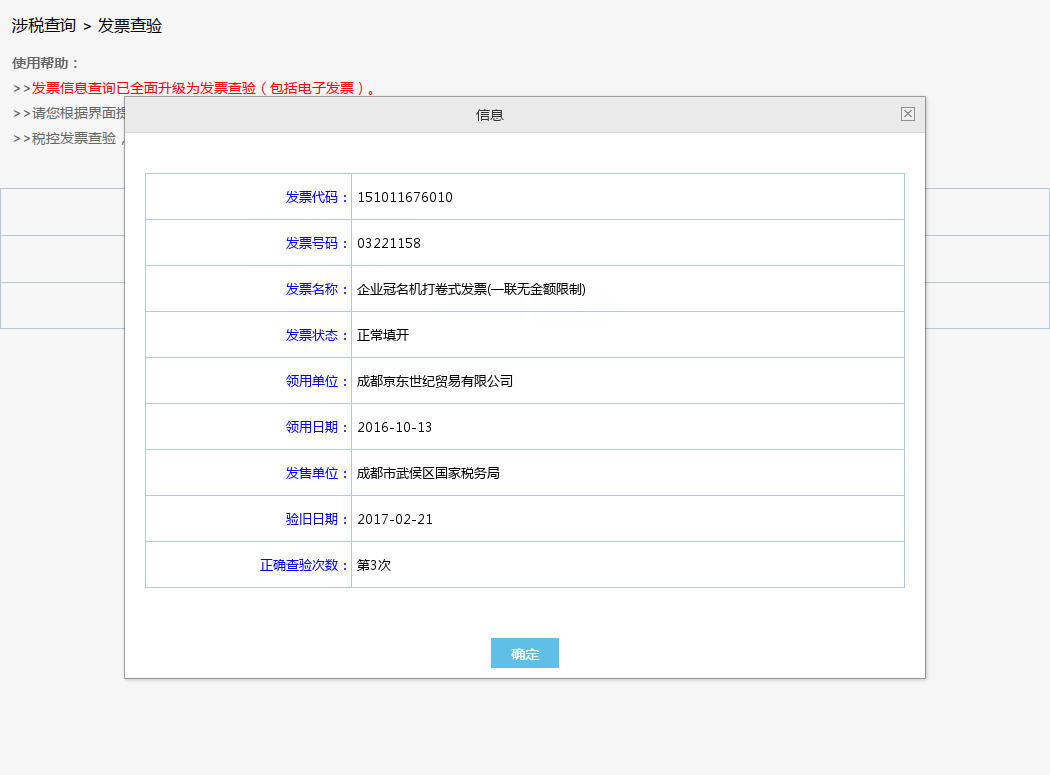 涉税查询 > 发票查验
使用帮助：
>>发票信息查询已全面升级为发票查验（包括电子发票）。
>>请您根据界面提
>>税控发票查验，
信息
发票代码： 151011676010
发票号码： 03221158
发票名称： 企业冠名机打卷式发票(一联无金额限制)
发票状态： 正常填开
领用单位： 成都京东世纪贸易有限公司
领用日期： 2016-10-13
发售单位： 成都市武侯区国家税务局
验旧日期： 2017-02-21
正确查验次数： 第3次
确定